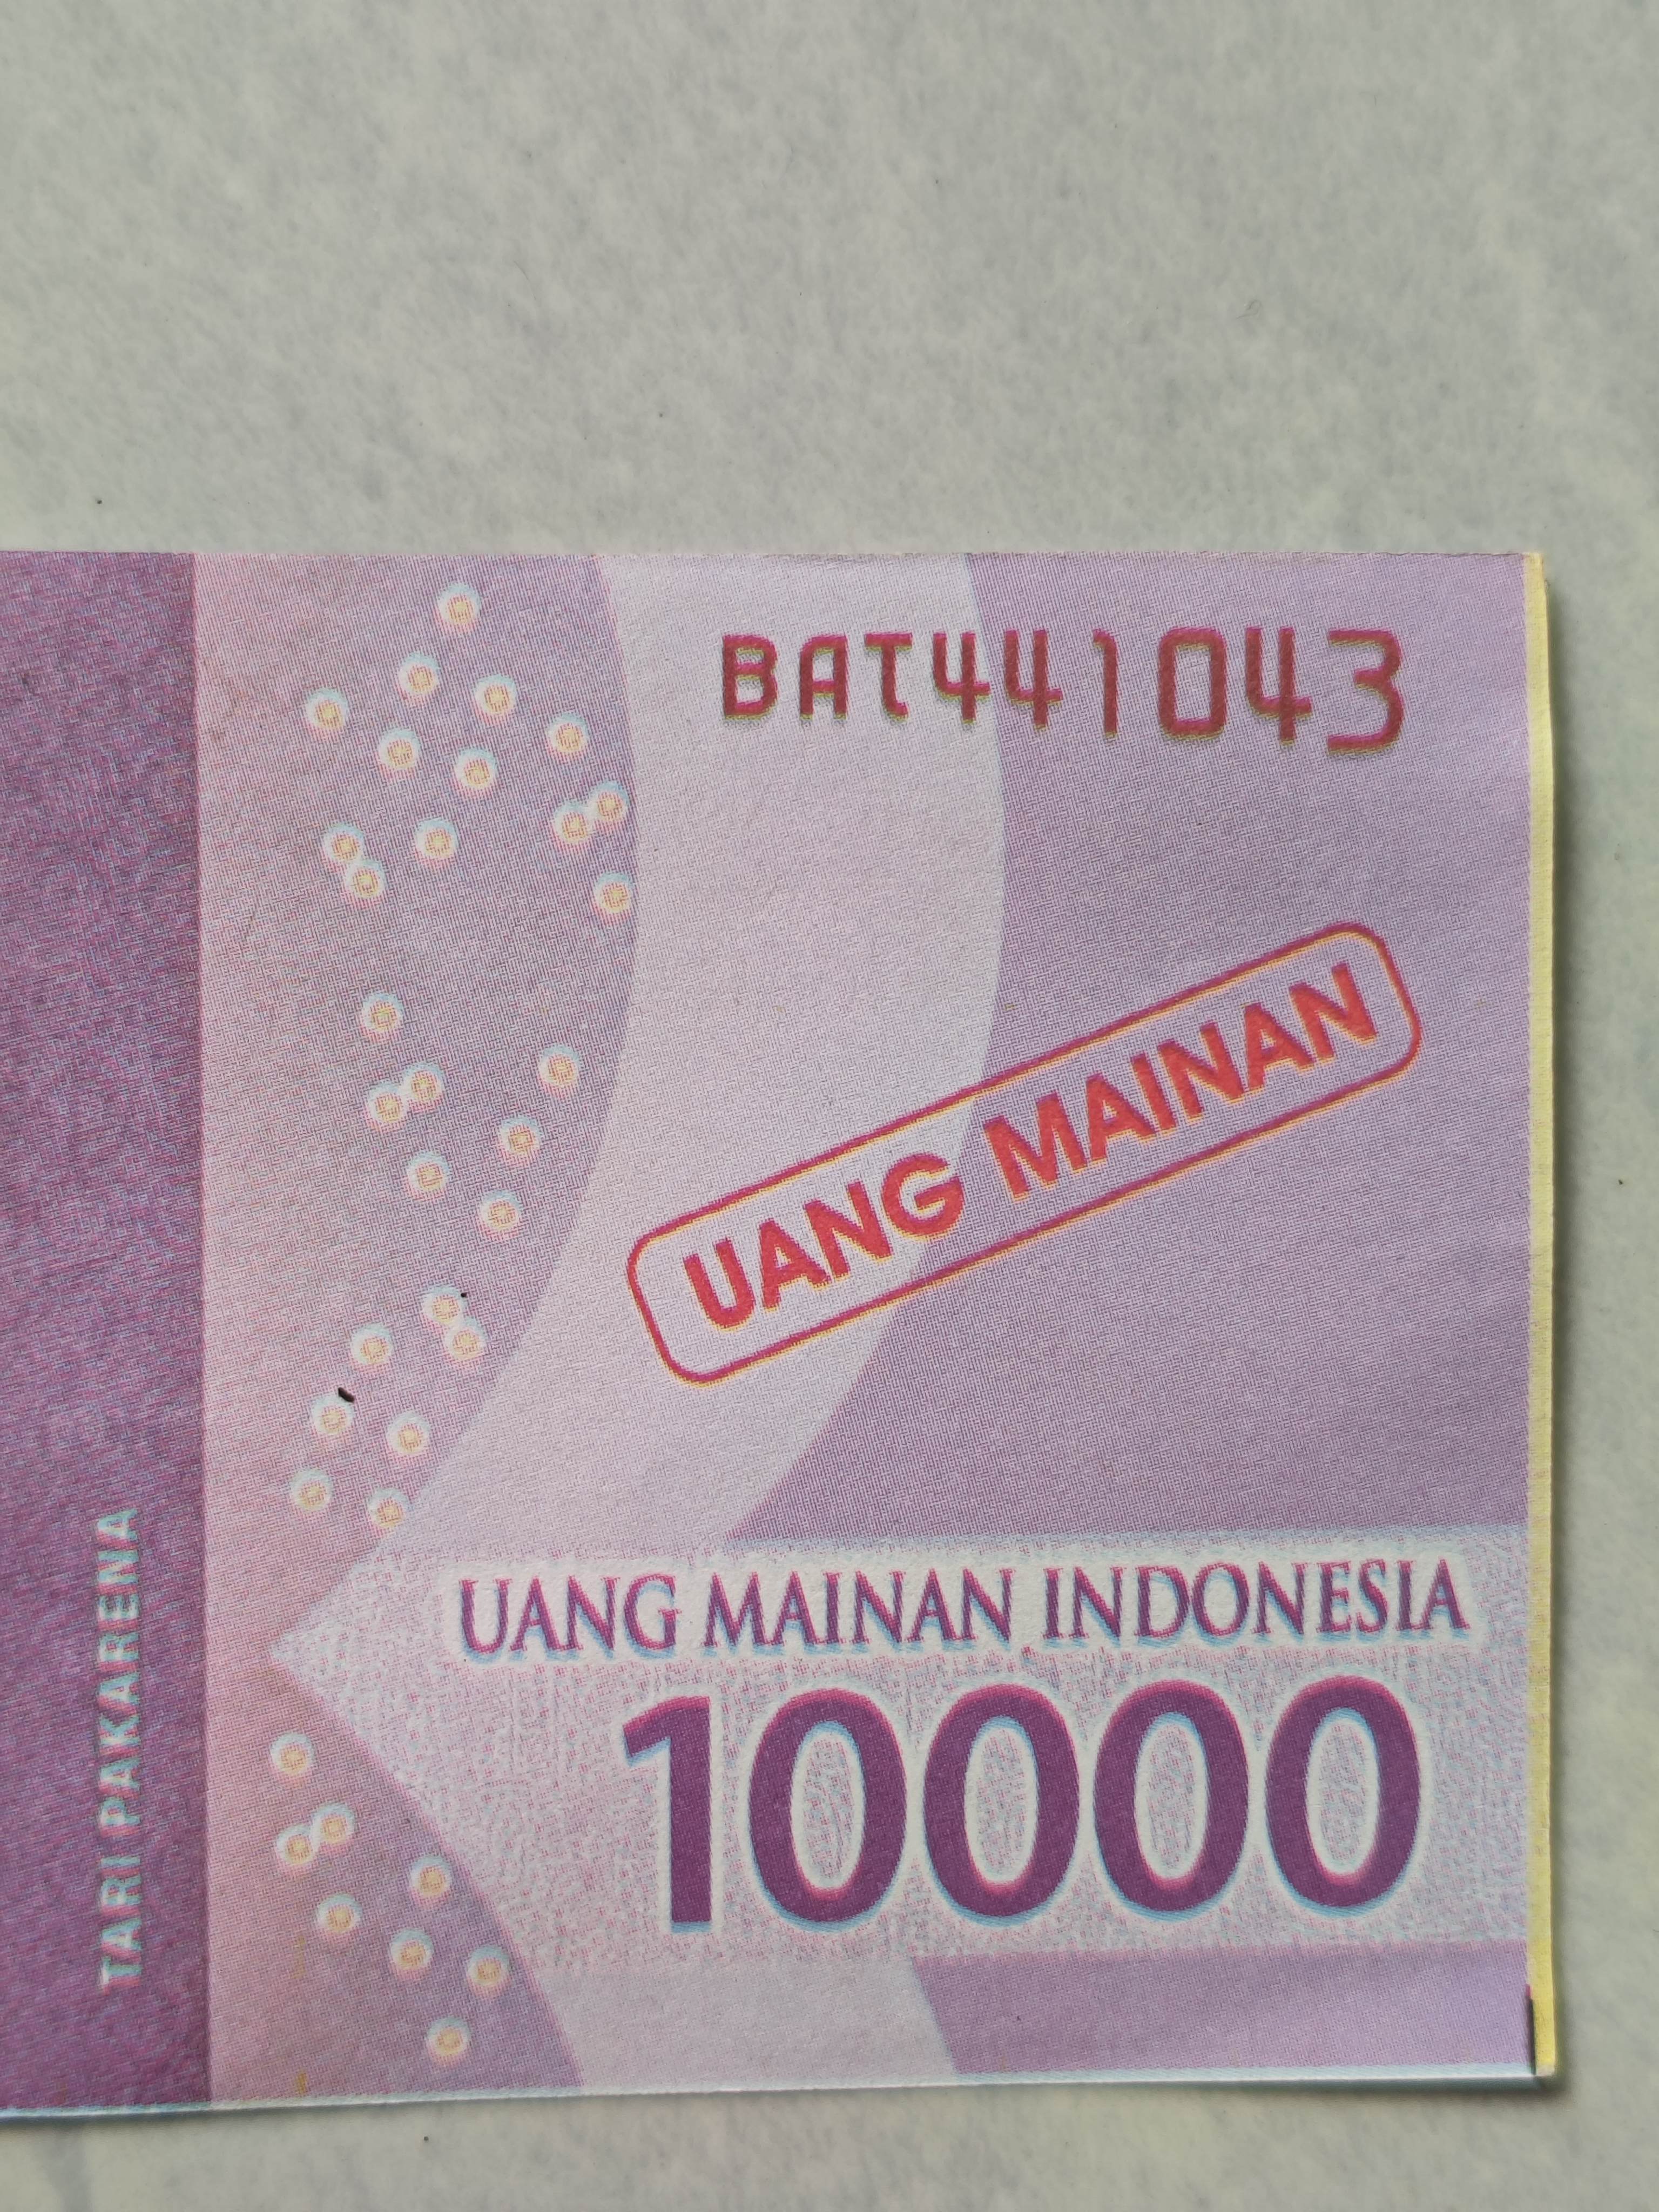 BAT441043
UANG MAINAN
UANG MAINAN INDONESIA
10000
TARI PAKARENA